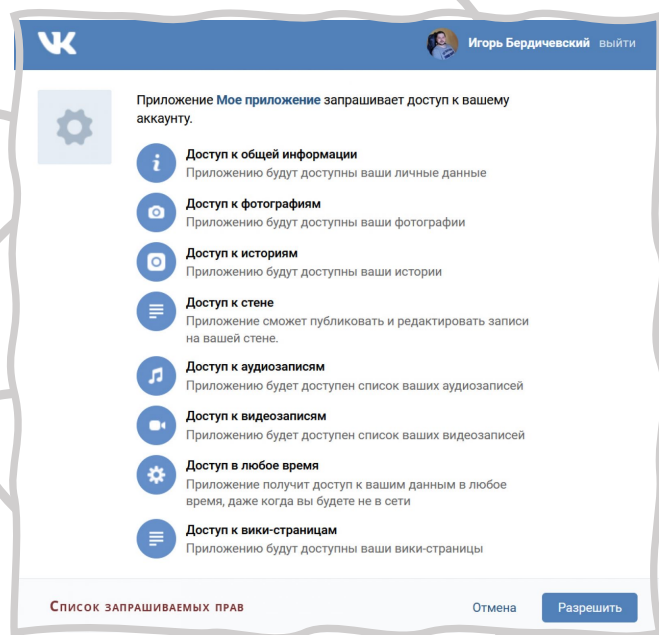 Игорь Бердичевский выйти
Приложение Мое приложение запрашивает доступ к вашему
аккаунту.
Доступ к общей информации
Приложению будут доступны ваши личные данные
Доступ к фотографиям
Приложению будут доступны ваши фотографии
Доступ к историям
Приложению будут доступны ваши истории
Доступ к стене
Приложение сможет публиковать и редактировать записи
на вашей стене.
Доступ к аудиозаписям
Приложению будет доступен список ваших аудиозаписей
Доступ к видеозаписям
Приложению будет доступен список ваших видеозаписей
Доступ в любое время
Приложение получит доступ к вашим данным в любое
время, даже когда вы будете не в сети
Доступ к вики-страницам
Приложению будут доступны ваши вики-страницы
Список запрашиваемых прав
Отмена Разрешить